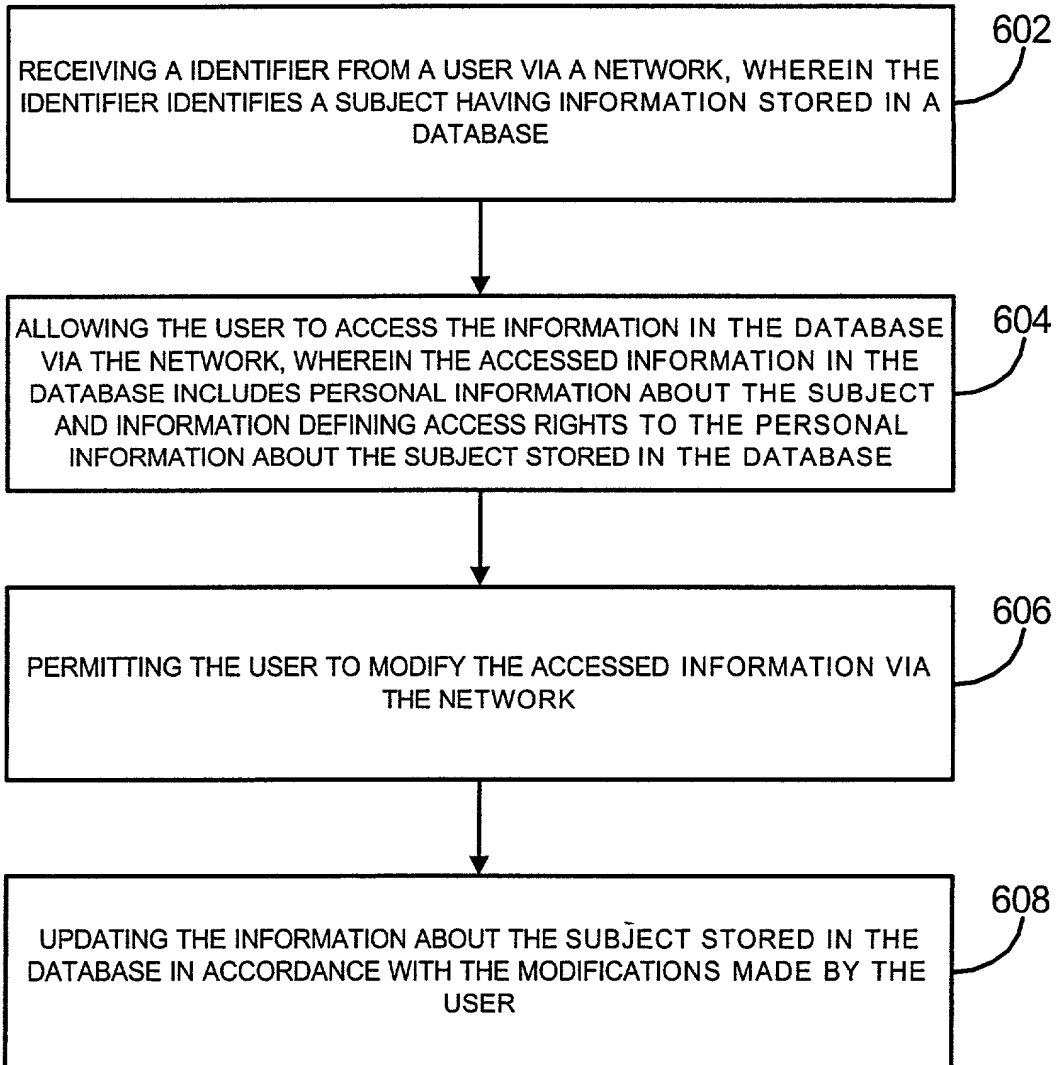 602
RECEIVING A IDENTIFIER FROM A USER VIA A NETWORK, WHEREIN THE
IDENTIFIER IDENTIFIES A SUBJECT HAVING INFORMATION STORED IN A
DATABASE
604
ALLOWING THE USER TO ACCESS THE INFORMATION IN THE DATABASE
VIA THE NETWORK, WHEREIN THE ACCESSED INFORMATION IN THE
DATABASE INCLUDES PERSONAL INFORMATION ABOUT THE SUBJECT
AND INFORMATION DEFINING ACCESS RIGHTS TO THE PERSONAL
INFORMATION ABOUT THE SUBJECT STORED IN THE DATABASE
606
PERMITTING THE USER TO MODIFY THE ACCESSED INFORMATION VIA
THE NETWORK
608
UPDATING THE INFORMATION ABOUT THE SUBJECT STORED IN THE
DATABASE IN ACCORDANCE WITH THE MODIFICATIONS MADE BY THE
USER